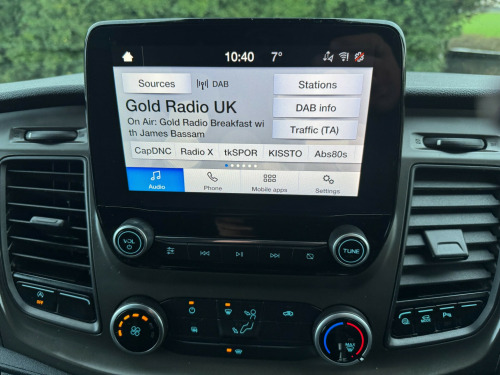 10:40 7°
Sources DAB Stations
Gold Radio UK
DAB info
On Air: Gold Radio Breakfast wi
th James Bassam
Traffic (TA)
CapDNC Radio X tkSPOR KISSTO Abs80s
Audio Phone Mobile apps Settings
VOL TUNE
MAX